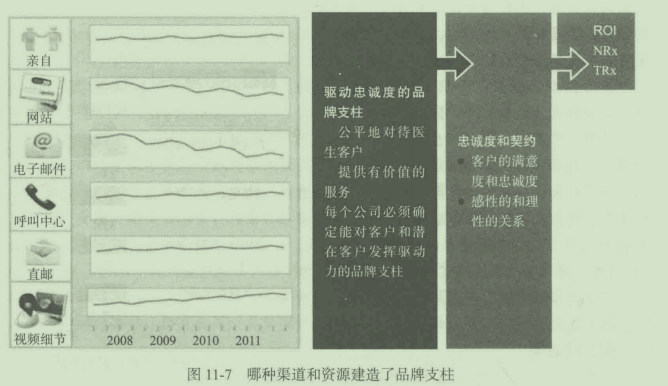 亲自
网站
@
电子邮件
呼叫中心
直邮
视频细节
2008 2009 2010 2011
驱动忠诚度的品
牌支柱
公平地对待医
生客户
提供有价值的
服务
每个公司必须确
定能对客户和潜
在客户发挥驱动
力的品牌支柱
忠诚度和契约
客户的满意
度和忠诚度
感性的和理
性的关系
ROI
NRx
TRx
图 11-7 哪种渠道和资源建造了品牌支柱